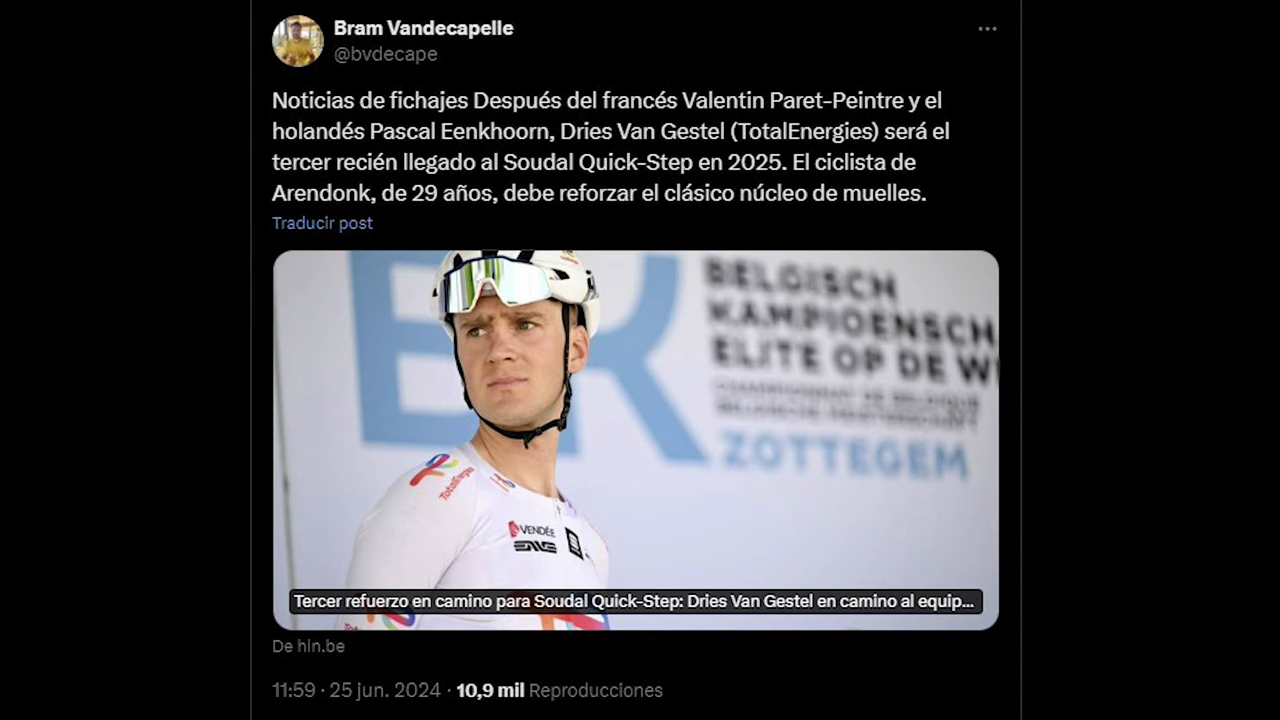 Bram Vandecapelle
@bvdecape
Noticias de fichajes Después del francés Valentin Paret-Peintre y el
holandés Pascal Eenkhoorn, Dries Van Gestel (TotalEnergies) será el
tercer recién llegado al Soudal Quick-Step en 2025. El ciclista de
Arendonk, de 29 años, debe reforzar el clásico núcleo de muelles.
Traducir post
BELGISCH
KAMPIOENSCH
ELITE OP DE W
CHAMPIONNAT DE BELGIQUE
ZOTTEGEM
TotalEnergies
VENDÉE
Tercer refuerzo en camino para Soudal Quick-Step: Dries Van Gestel en camino al equip...
De hln.be
11:59 · 25 jun. 2024 · 10,9 mil Reproducciones